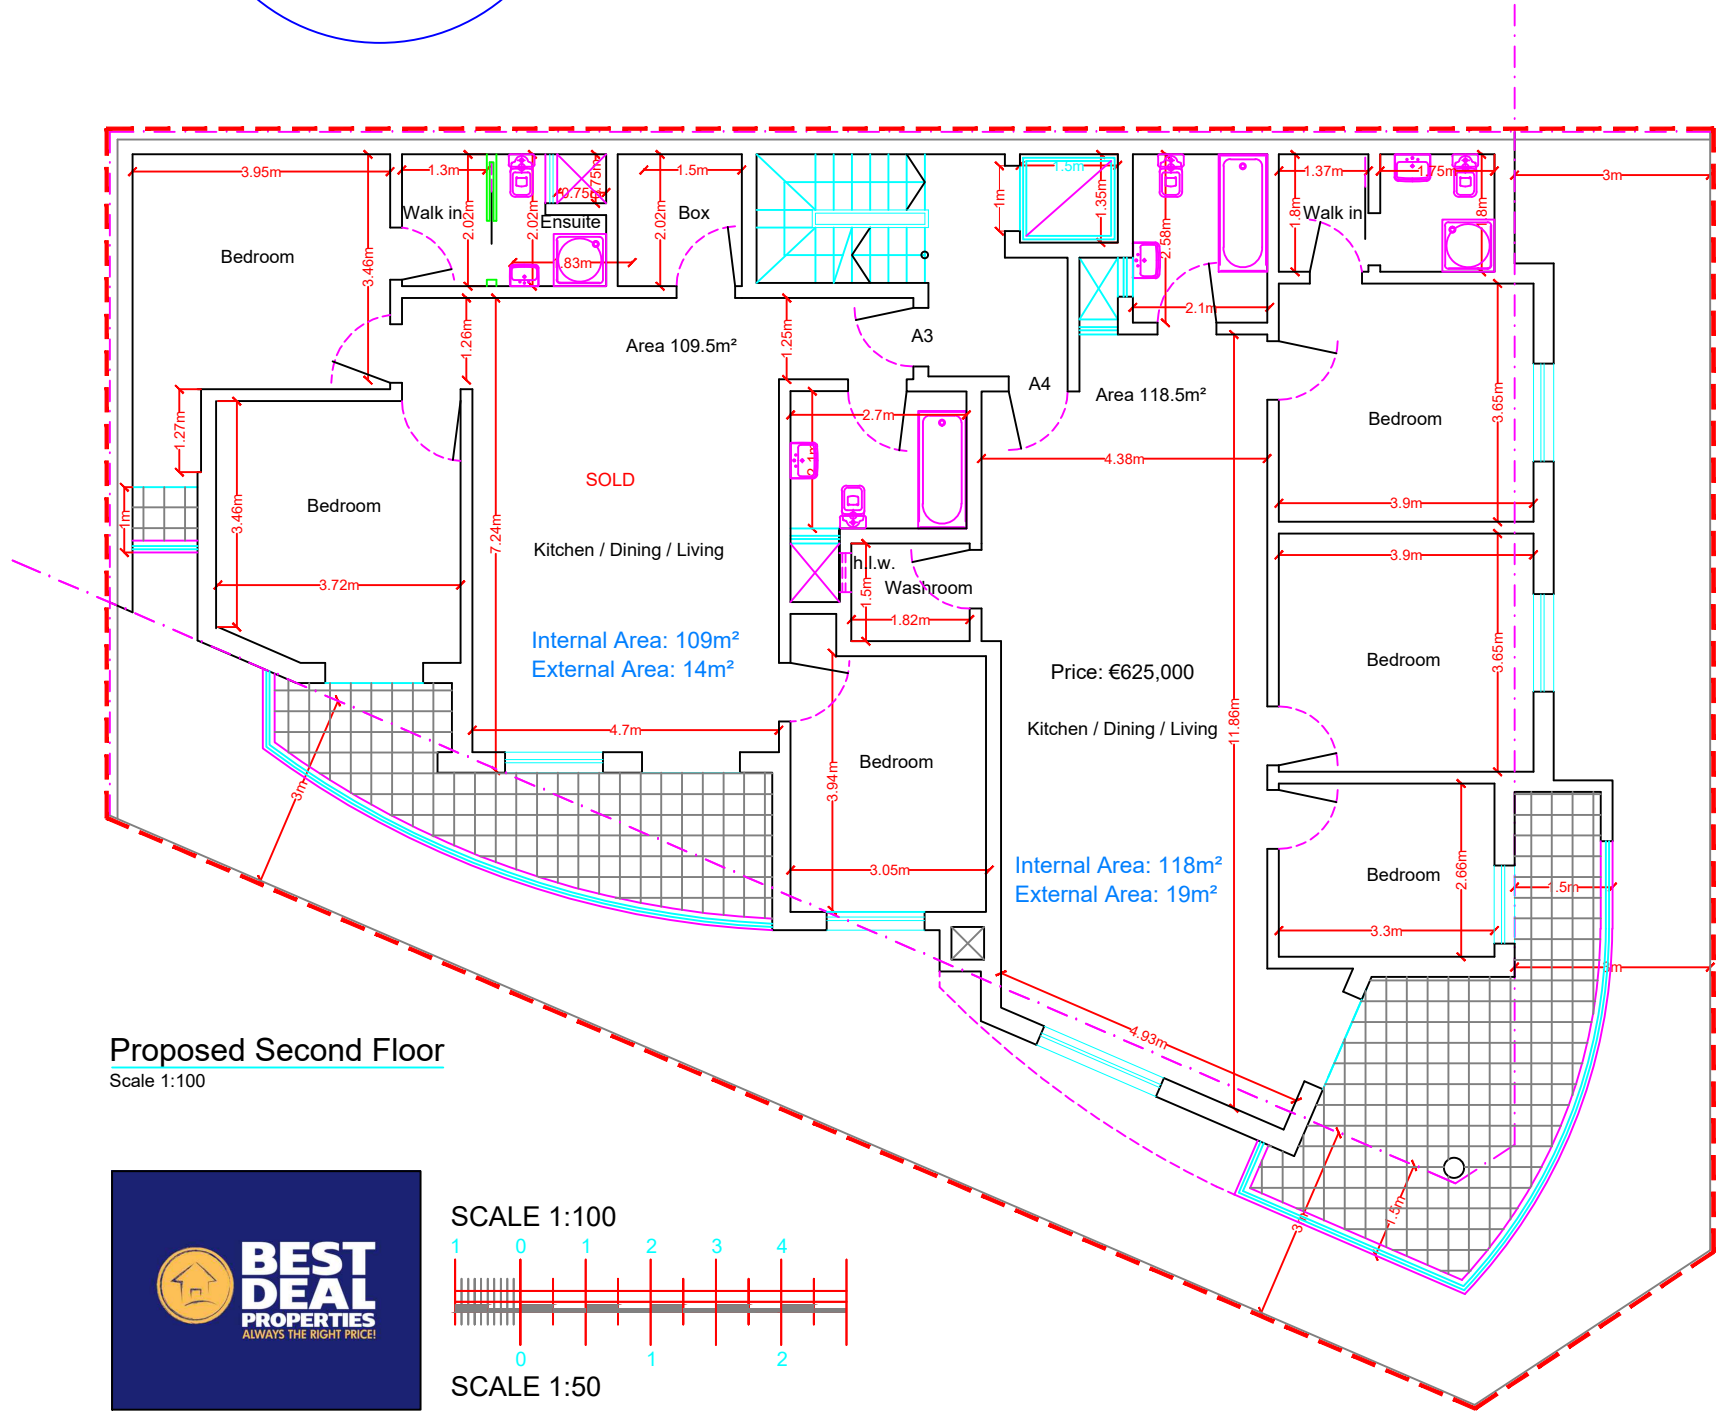 3.95m
1.3m
0.75m
0.75m
1.5m
1m
1.5m
1.35m
1.37m
1.75m
3m
Walk in
2.02m
2.02m
Ensuite
2.02m
Box
2.58m
1.8m
Walk in
1.8m
Bedroom
3.46m
.83m
2.1m
1.26m
Area 109.5m²
1.25m
A3
A4
Area 118.5m²
1.27m
2.7m
3.65m
Bedroom
4.38m
2.1m
SOLD
1m
3.46m
Bedroom
7.24m
3.9m
Kitchen / Dining / Living
h.l.w.
3.9m
3.72m
1.5m
Washroom
1.82m
Internal Area: 109m²
External Area: 14m²
Price: €625,000
Bedroom
3.65m
4.7m
Kitchen / Dining / Living
11.86m
Bedroom
3.94m
3m
3.05m
Internal Area: 118m²
External Area: 19m²
Bedroom
2.66m
1.5m
3.3m
3m
4.93m
Proposed Second Floor
Scale 1:100
3m
1.5m
BEST
DEAL
PROPERTIES
ALWAYS THE RIGHT PRICE!
SCALE 1:100
1 0 1 2 3 4
0 1 2
SCALE 1:50